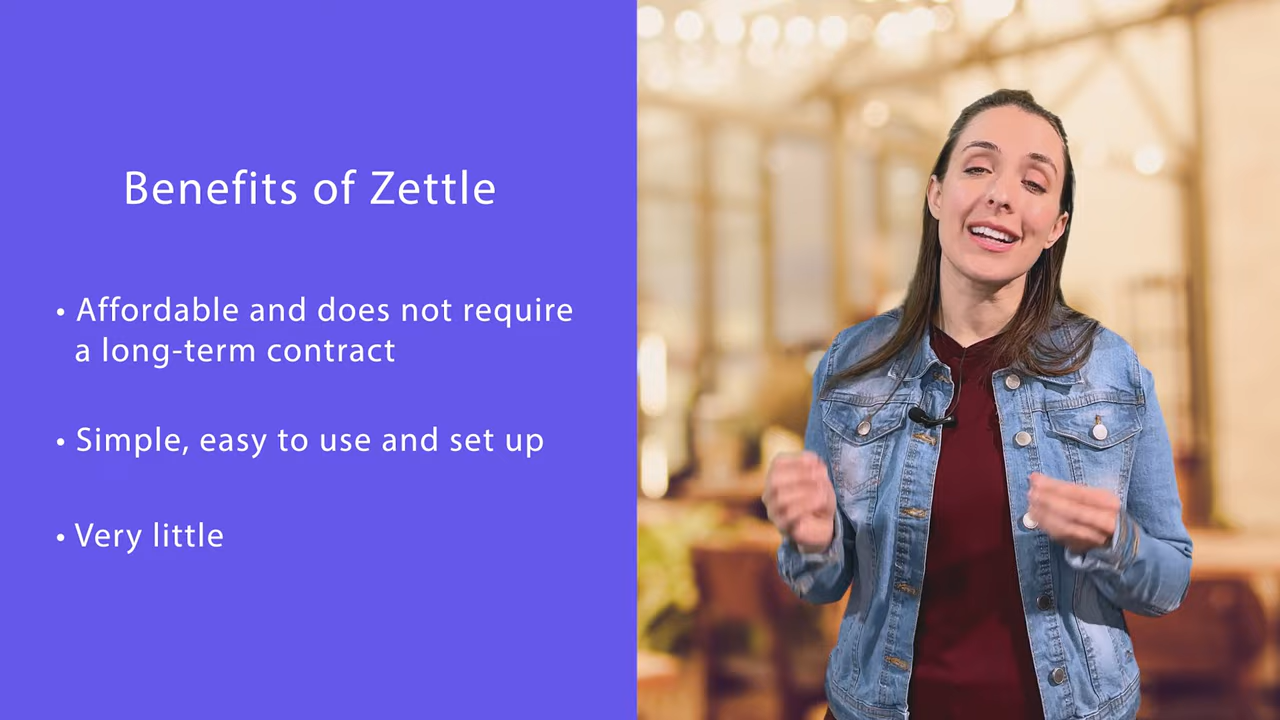 Benefits of Zettle
• Affordable and does not require
a long-term contract
• Simple, easy to use and set up
• Very little